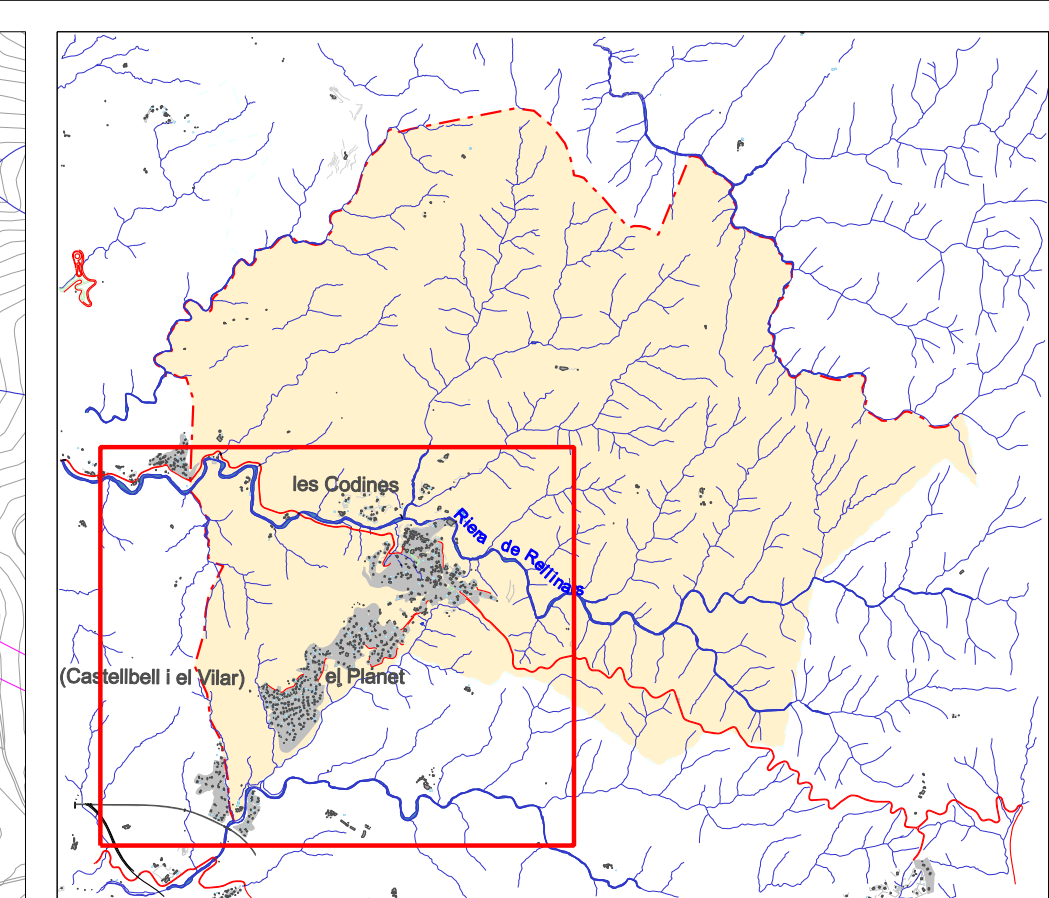 les Codines
Riera de Rellinars
(Castellbell i el Vilar)
el Planet